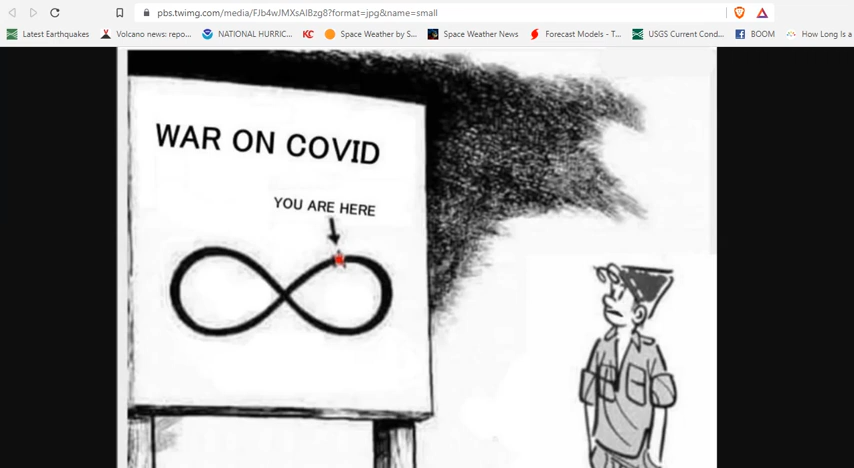 pbs.twimg.com/media/FJb4wJMXsAIBzg8?format=jpg&name=small
Latest Earthquakes
Volcano news: repo...
NATIONAL HURRIC...
KC
Space Weather by S...
Space Weather News
Forecast Models - T...
USGS Current Cond...
BOOM
How Long Is a
WAR ON COVID
YOU ARE HERE